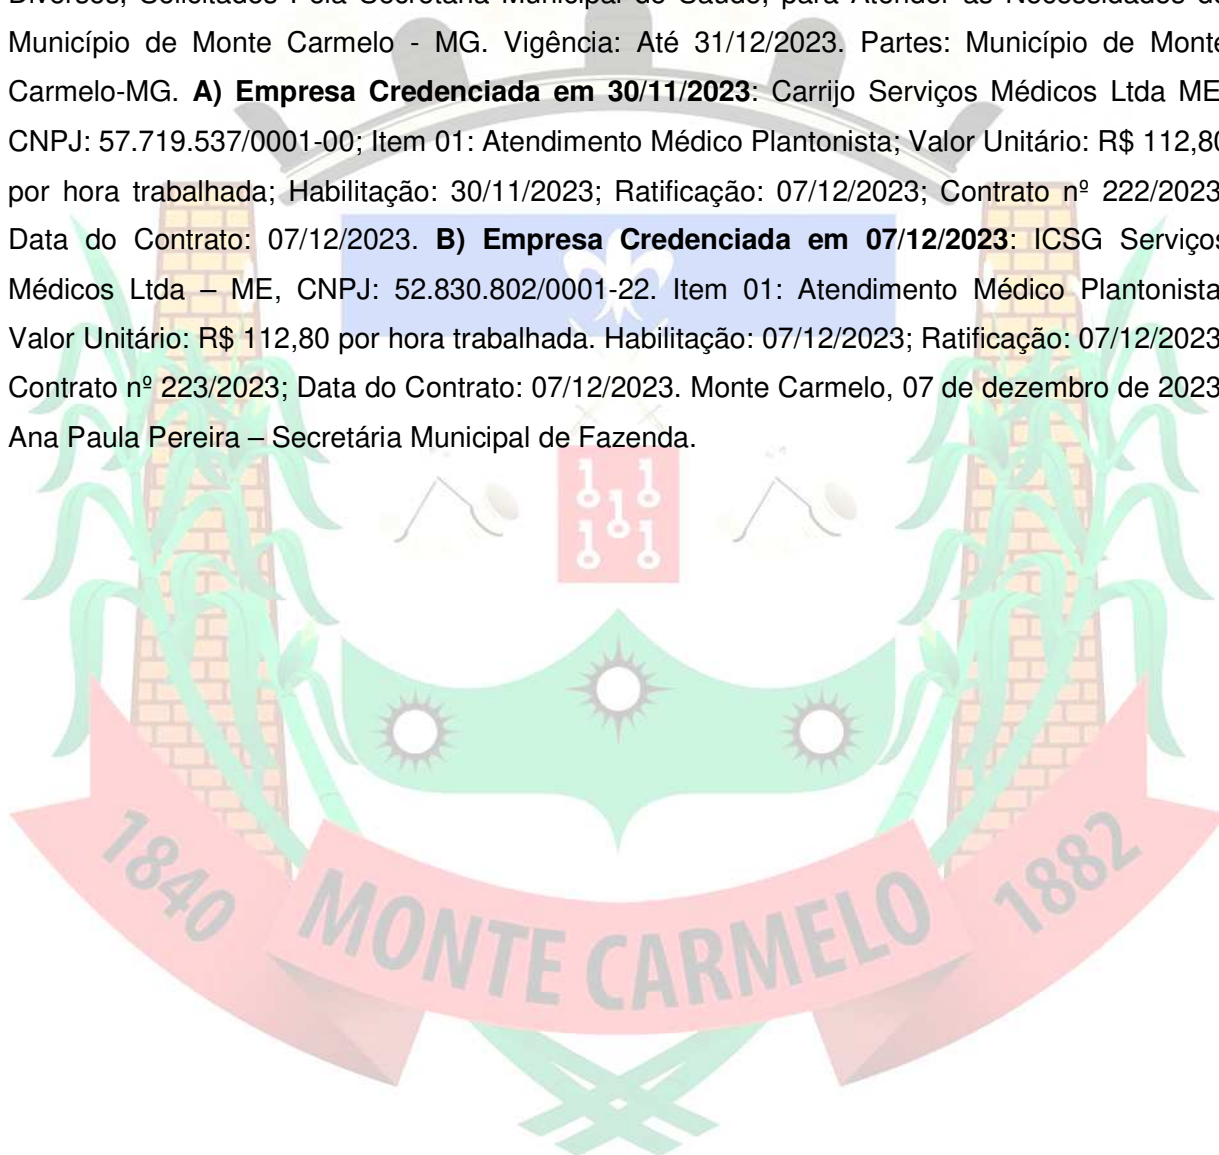 Diversos, Solicitados Pela Secretaria Municipal de Saúde, para Atender as Necessidades
Município de Monte Carmelo - MG. Vigência: Até 31/12/2023. Partes: Município de Monte
Carmelo-MG. A) Empresa Credenciada em 30/11/2023: Carrijo Serviços Médicos Ltda ME
CNPJ: 57.719.537/0001-00; Item 01: Atendimento Médico Plantonista; Valor Unitário: R$ 112,80
por hora trabalhada; Habilitação: 30/11/2023; Ratificação: 07/12/2023; Contrato nº 222/2023
Data do Contrato: 07/12/2023. B) Empresa Credenciada em 07/12/2023: ICSG Serviços
Médicos Ltda – ME, CNPJ: 52.830.802/0001-22. Item 01: Atendimento Médico Plantonista
Valor Unitário: R$ 112,80 por hora trabalhada. Habilitação: 07/12/2023; Ratificação: 07/12/2023
Contrato nº 223/2023; Data do Contrato: 07/12/2023. Monte Carmelo, 07 de dezembro de 2023
Ana Paula Pereira – Secretária Municipal de Fazenda.
1840
MONTE CARMELO
1882